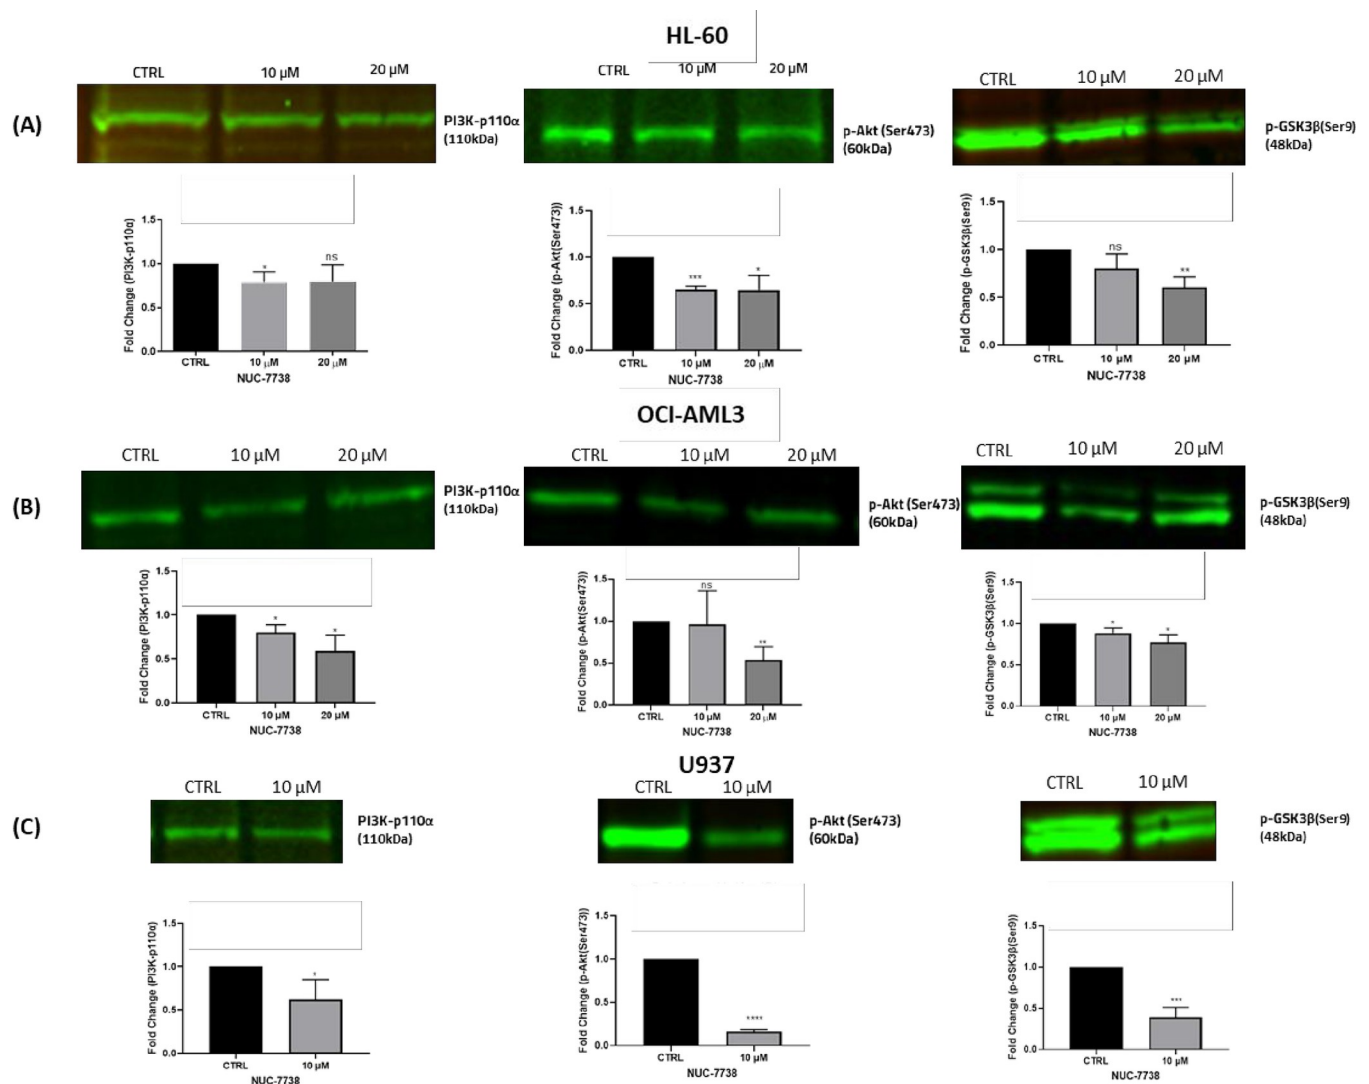 HL-60
(A)
CTRL 10 μM 20 μM
PI3K-p110α
(110kDa)
CTRL 10 μM 20 μM
p-Akt (Ser473)
(60kDa)
CTRL 10 μM 20 μM
p-GSK3β(Ser9)
(48kDa)
Fold Change (PI3K-p110α)
1.5
1.0
0.5
0.0
* ns
CTRL 10 μM 20 μM
NUC-7738
Fold Change (p-Akt(Ser473))
1.5
1.0
0.5
0.0
*** *
CTRL 10 μM 20 μM
NUC-7738
Fold Change (p-GSK3β(Ser9))
1.5
1.0
0.5
0.0
ns **
CTRL 10 μM 20 μM
NUC-7738
OCI-AML3
(B)
CTRL 10 μM 20 μM
PI3K-p110α
(110kDa)
CTRL 10 μM 20 μM
p-Akt (Ser473)
(60kDa)
CTRL 10 μM 20 μM
p-GSK3β(Ser9)
(48kDa)
Fold Change (PI3K-p110α)
1.5
1.0
0.5
0.0
* *
CTRL 10 μM 20 μM
NUC-7738
Fold Change (p-Akt(Ser473))
1.5
1.0
0.5
0.0
ns **
CTRL 10 μM 20 μM
NUC-7738
Fold Change (p-GSK3β(Ser9))
1.5
1.0
0.5
0.0
* *
CTRL 10 μM 20 μM
NUC-7738
U937
(C)
CTRL 10 μM
PI3K-p110α
(110kDa)
CTRL 10 μM
p-Akt (Ser473)
(60kDa)
CTRL 10 μM
p-GSK3β(Ser9)
(48kDa)
Fold Change (PI3K-p110α)
1.5
1.0
0.5
0.0
*
CTRL 10 μM
NUC-7738
Fold Change (p-Akt(Ser473))
1.5
1.0
0.5
0.0
****
CTRL 10 μM
NUC-7738
Fold Change (p-GSK3β(Ser9))
1.5
1.0
0.5
0.0
***
CTRL 10 μM
NUC-7738